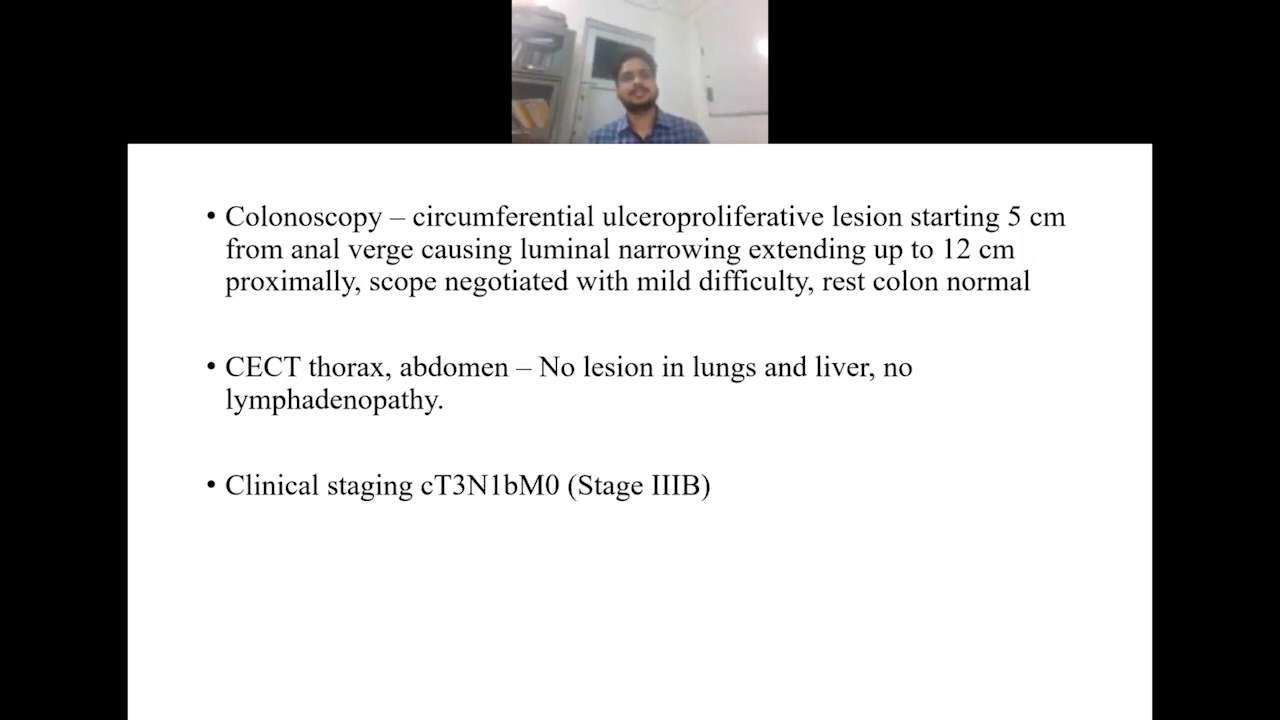 • Colonoscopy – circumferential ulceroproliferative lesion starting 5 cm
from anal verge causing luminal narrowing extending up to 12 cm
proximally, scope negotiated with mild difficulty, rest colon normal
• CECT thorax, abdomen – No lesion in lungs and liver, no
lymphadenopathy.
• Clinical staging cT3N1bM0 (Stage IIIB)